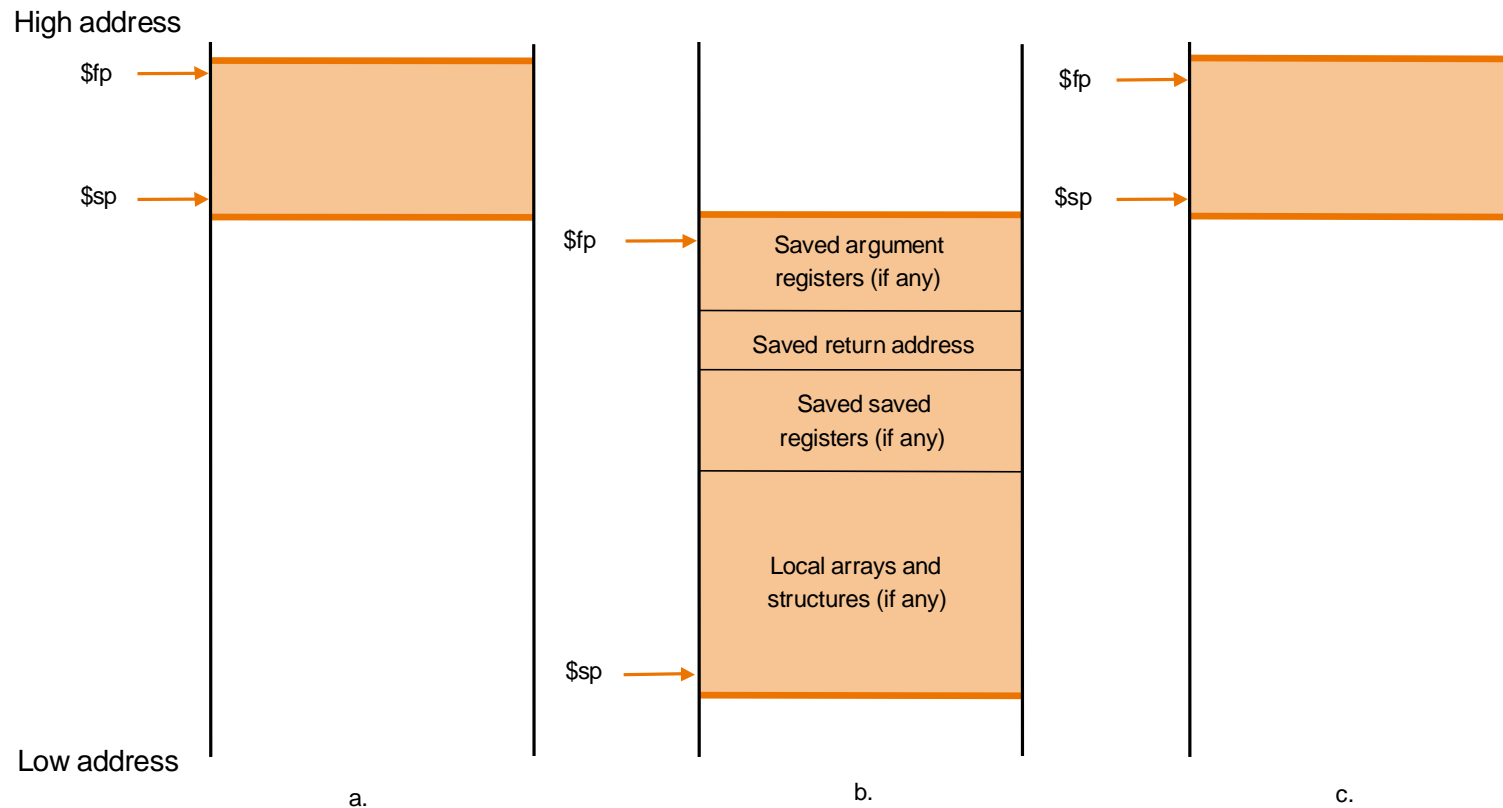 High address
$fp
$sp
$fp
Saved argument
registers (if any)
Saved return address
Saved saved
registers (if any)
Local arrays and
structures (if any)
$sp
$fp
$sp
Low address
a.
b.
c.